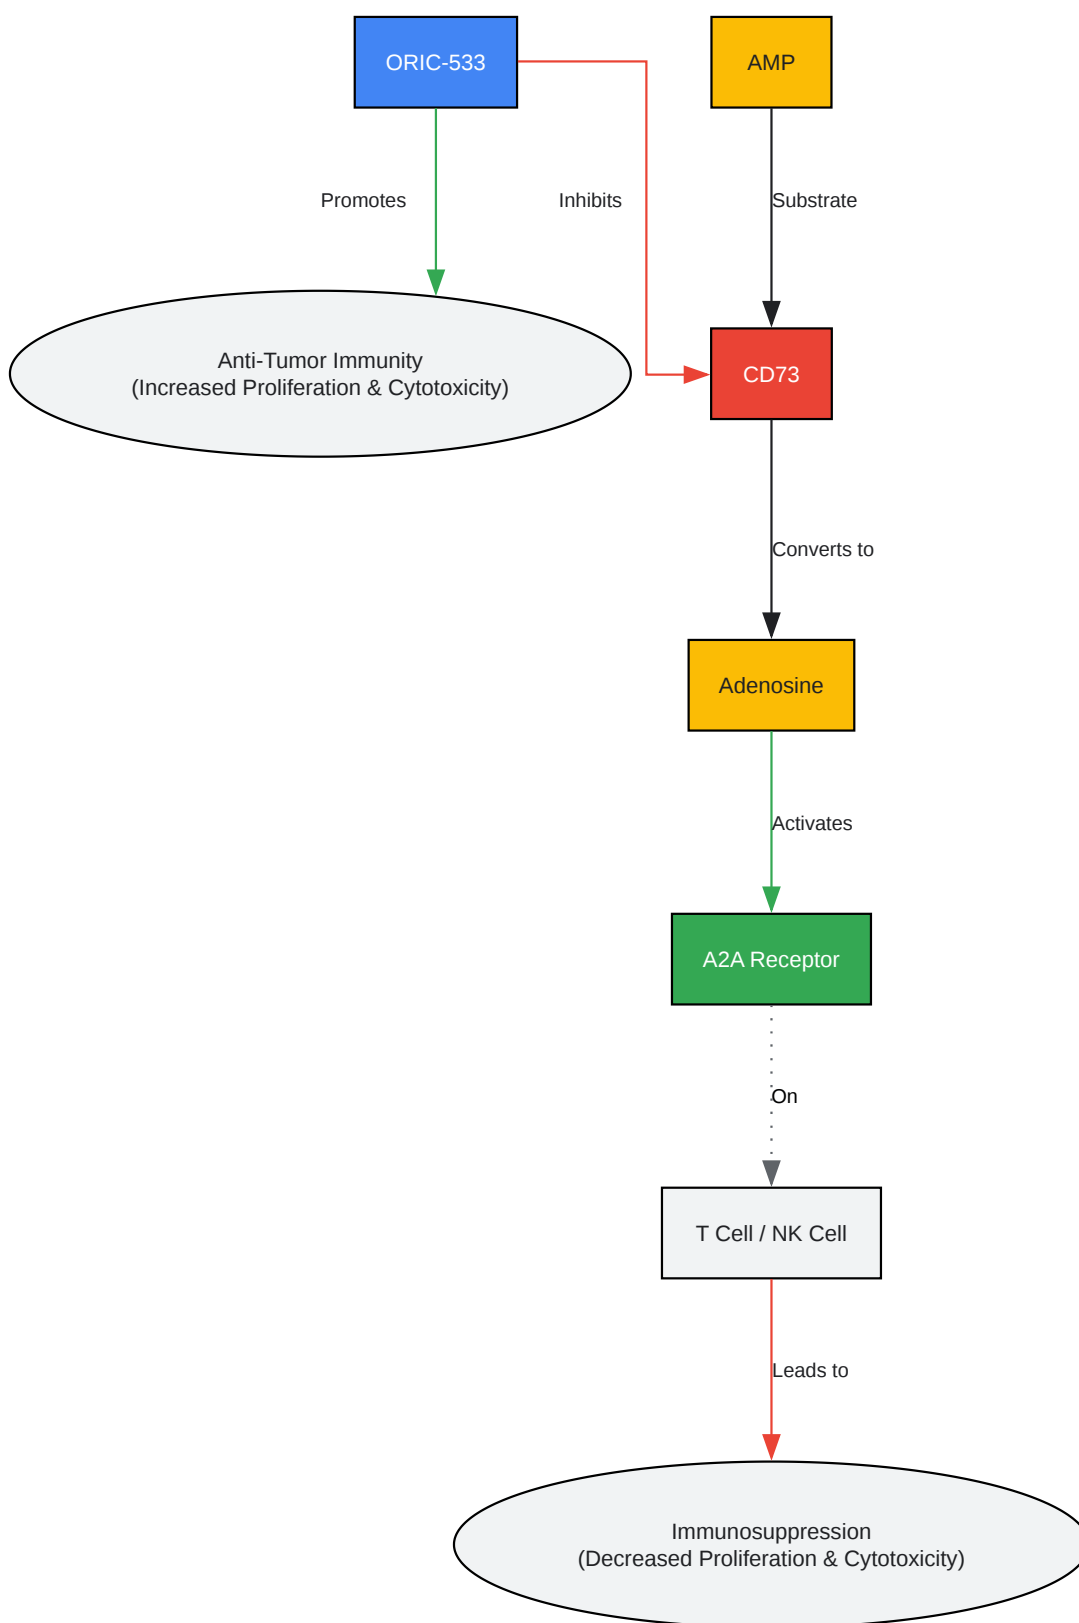 ORIC-533
AMP
Promotes
Inhibits
Substrate
Anti-Tumor Immunity
(Increased Proliferation & Cytotoxicity)
CD73
Converts to
Adenosine
Activates
A2A Receptor
On
T Cell / NK Cell
Leads to
Immunosuppression
(Decreased Proliferation & Cytotoxicity)